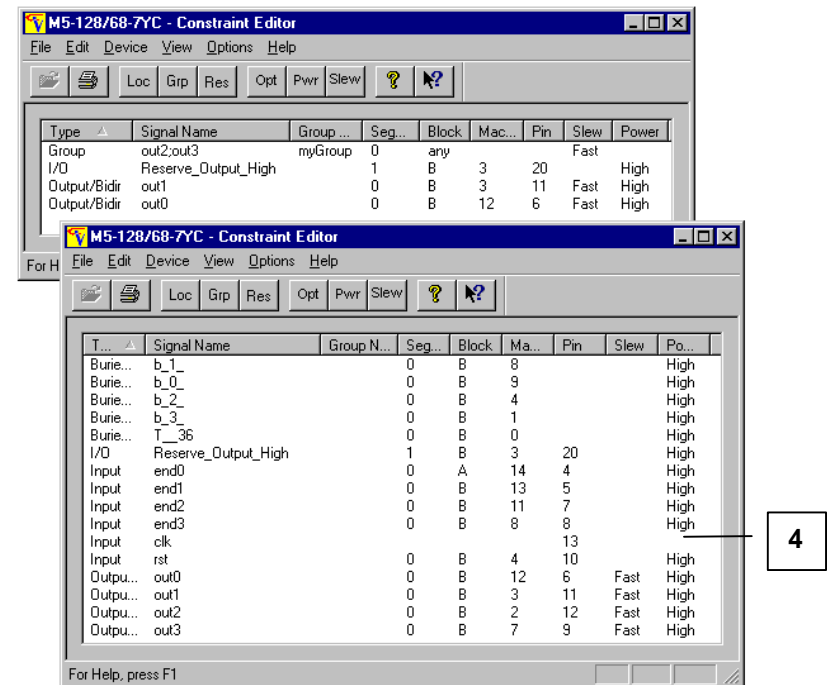 M5-128/68-7YC - Constraint Editor
File Edit Device View Options Help
Loc Grp Res Opt Pwr Slew ? ?
Type Signal Name Group ... Seg... Block Mac... Pin Slew Power
Group out2;out3 myGroup 0 any Fast
I/O Reserve_Output_High 1 B 3 20 High
Output/Bidir out1 0 B 3 11 Fast High
Output/Bidir out0 0 B 12 6 Fast High
For H
M5-128/68-7YC - Constraint Editor
File Edit Device View Options Help
Loc Grp Res Opt Pwr Slew ? ?
T... Signal Name Group N... Seg... Block Ma... Pin Slew Po...
Burie... b_1_ 0 B 8 High
Burie... b_0_ 0 B 9 High
Burie... b_2_ 0 B 4 High
Burie... b_3_ 0 B 1 High
Burie... T__36 0 B 0 High
I/O Reserve_Output_High 1 B 3 20 High
Input end0 0 A 14 4 High
Input end1 0 B 13 5 High
Input end2 0 B 11 7 High
Input end3 0 B 8 8 High
Input clk 13
Input rst 0 B 4 10 High
Outpu... out0 0 B 12 6 Fast High
Outpu... out1 0 B 3 11 Fast High
Outpu... out2 0 B 2 12 Fast High
Outpu... out3 0 B 7 9 Fast High
For Help, press F1
4